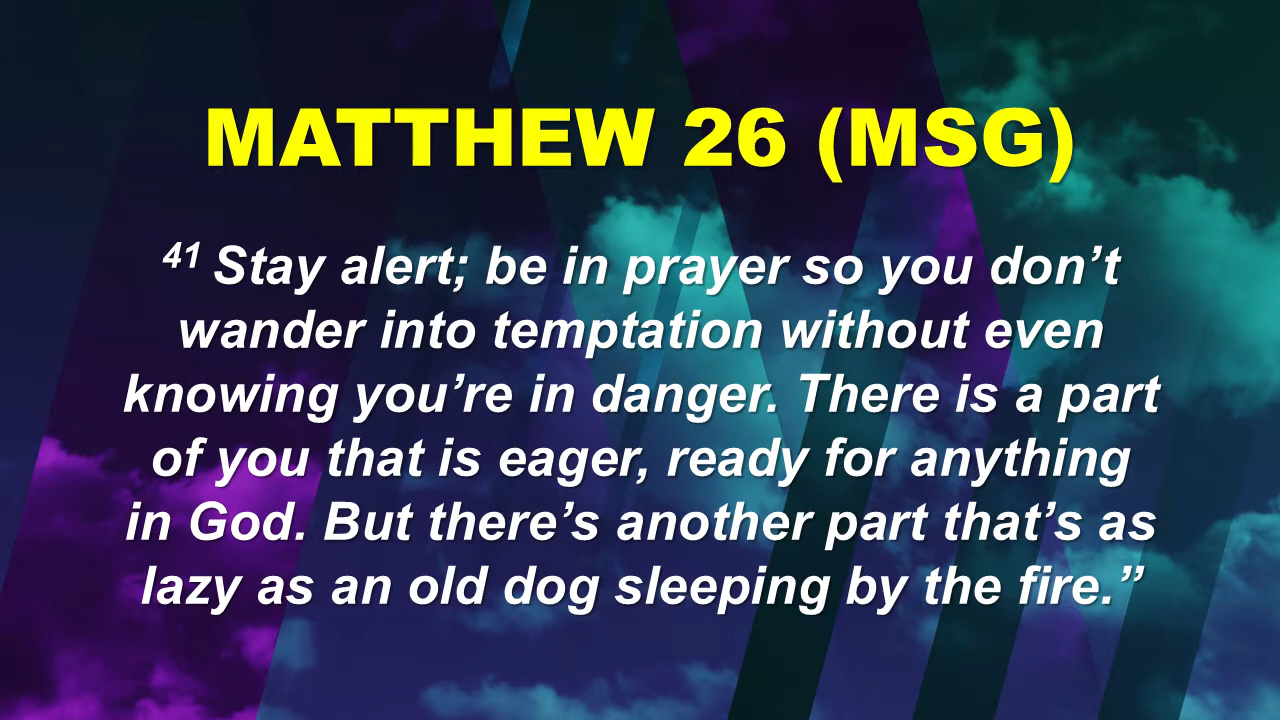 MATTHEW 26 (MSG)
41 Stay alert; be in prayer so you don’t
wander into temptation without even
knowing you’re in danger. There is a part
of you that is eager, ready for anything
in God. But there’s another part that’s as
lazy as an old dog sleeping by the fire.”